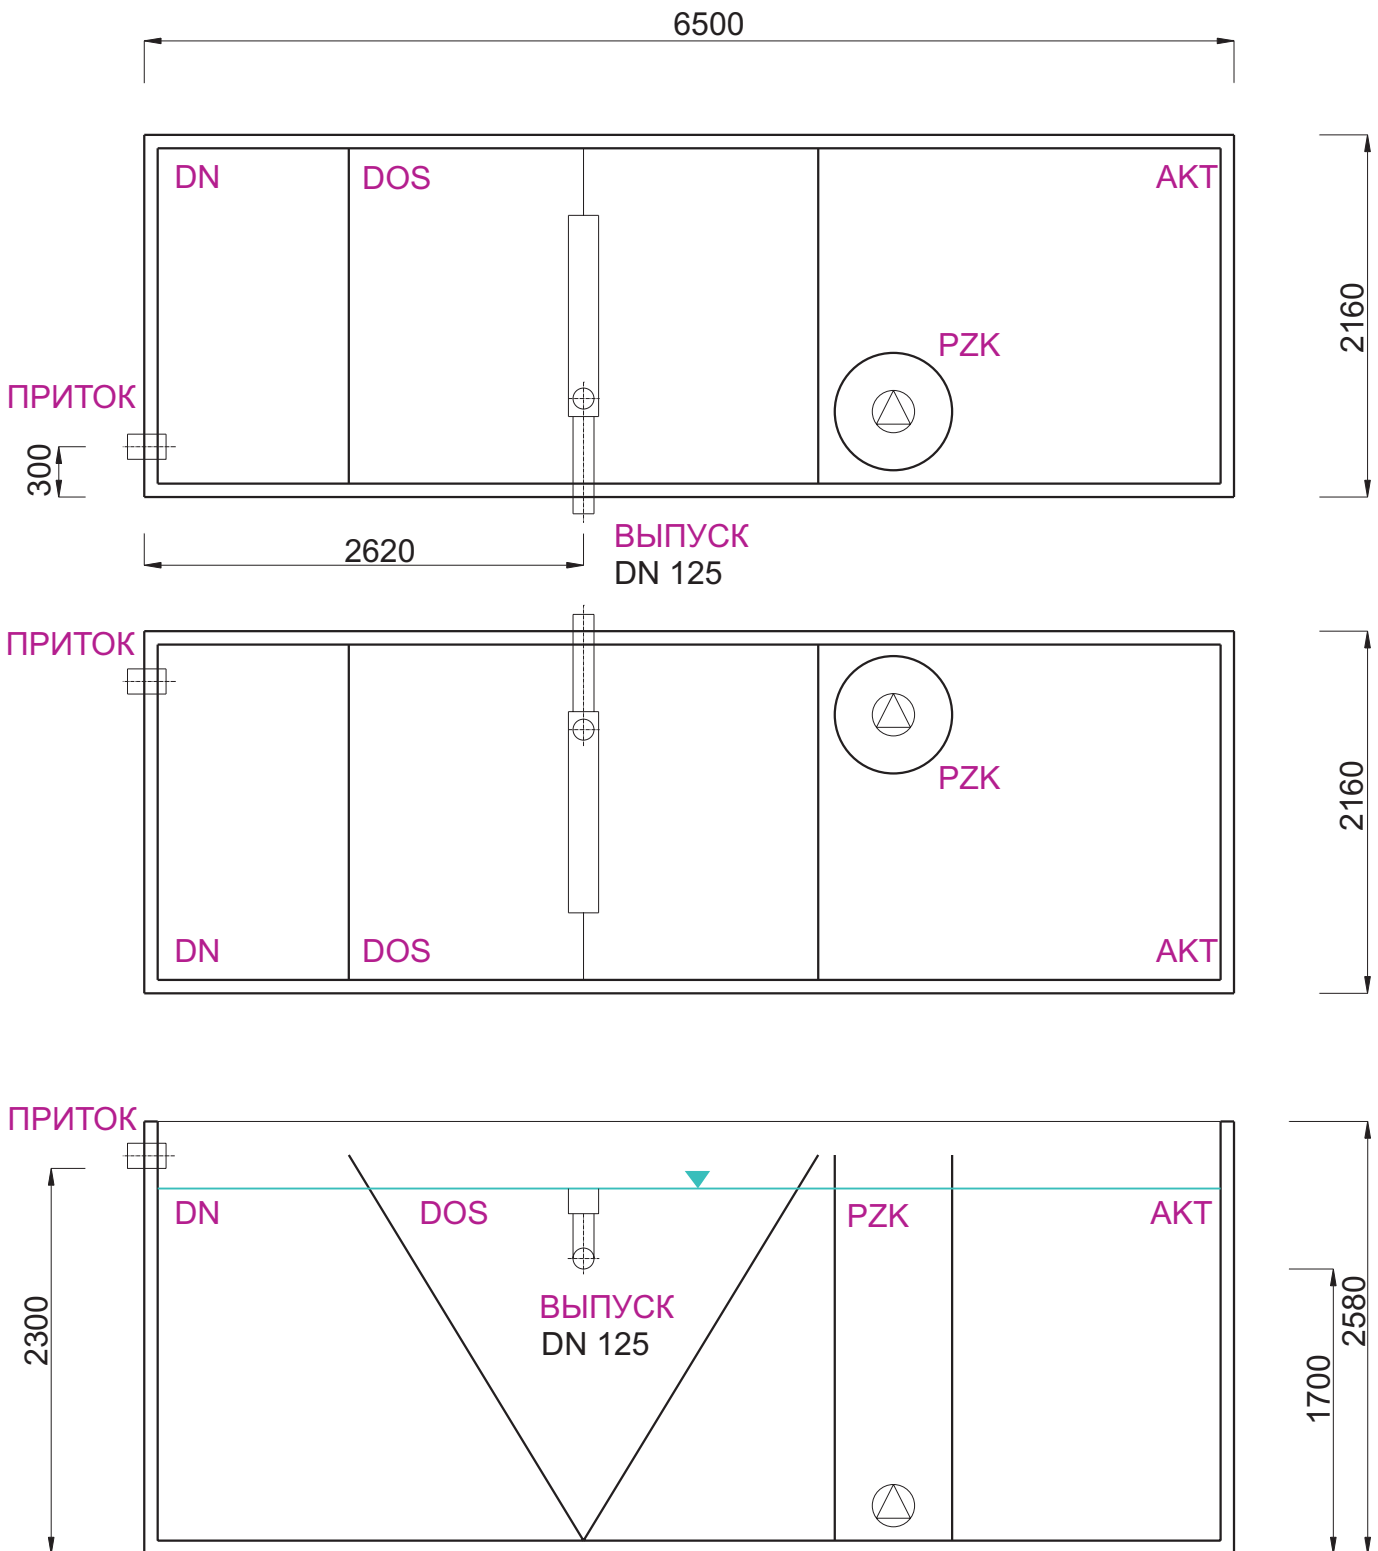 6500
DN
DOS
AKT
2160
PZK
ПРИТОК
300
ВЫПУСК
DN 125
2620
ПРИТОК
2160
PZK
DN
DOS
AKT
ПРИТОК
DN
DOS
PZK
AKT
ВЫПУСК
DN 125
2300
2580
1700